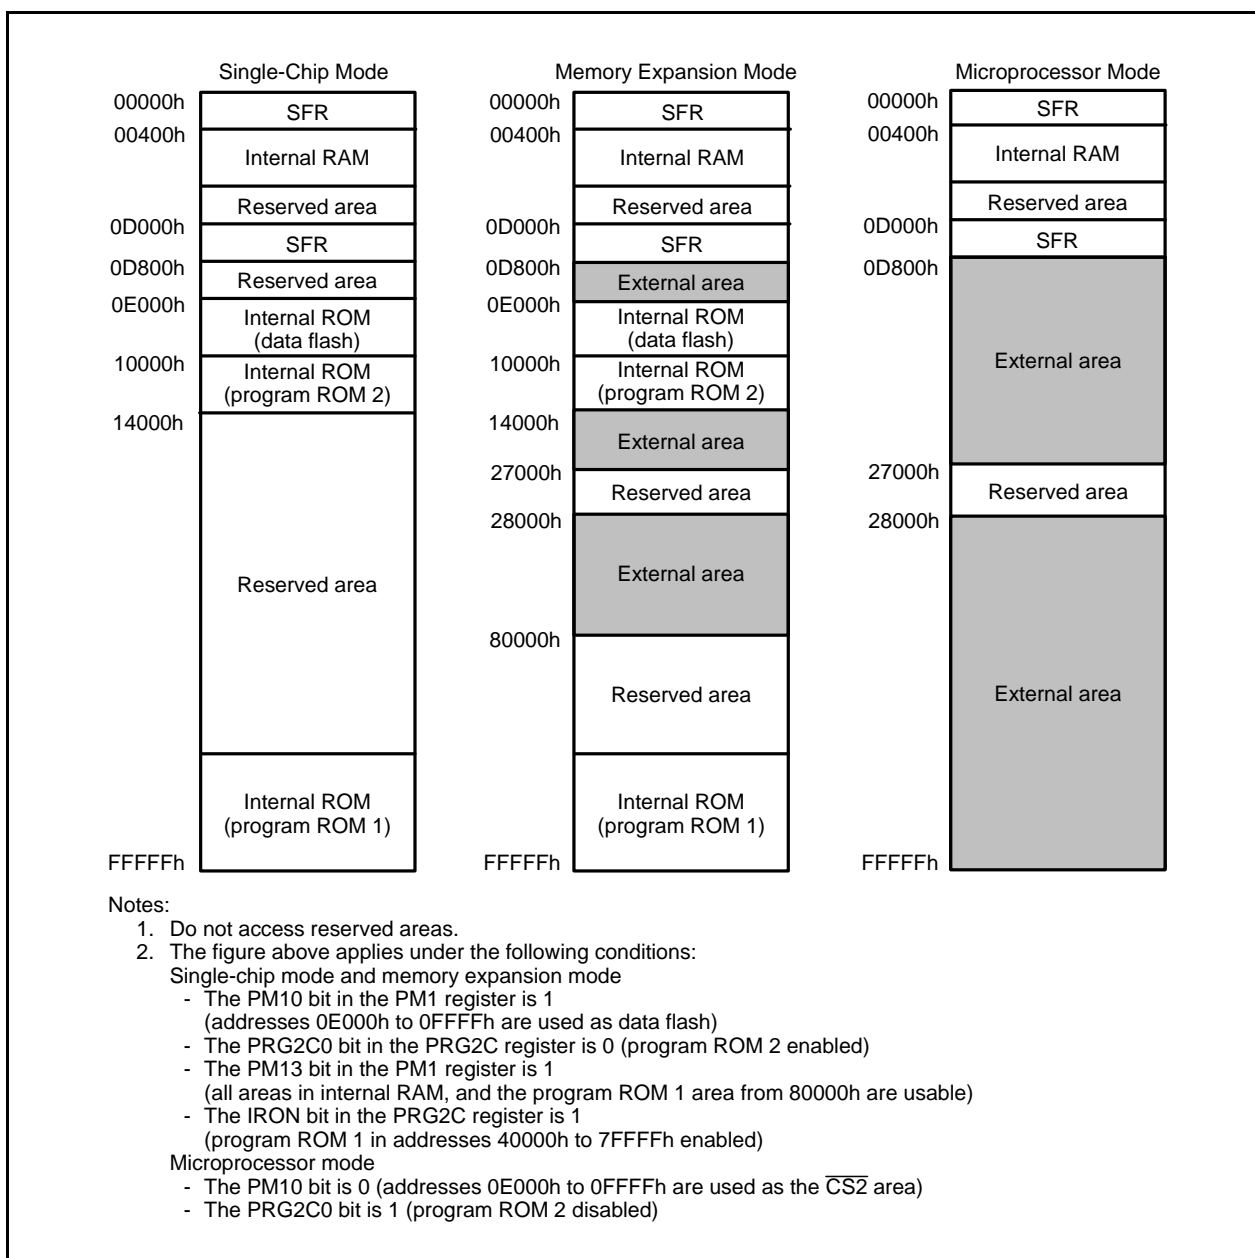 Single-Chip Mode
00000h
SFR
00400h
Internal RAM
Reserved area
0D000h
SFR
0D800h
Reserved area
0E000h
Internal ROM
(data flash)
10000h
Internal ROM
(program ROM 2)
14000h
Reserved area
Internal ROM
(program ROM 1)
FFFFFh
Memory Expansion Mode
00000h
SFR
00400h
Internal RAM
Reserved area
0D000h
SFR
0D800h
External area
0E000h
Internal ROM
(data flash)
10000h
Internal ROM
(program ROM 2)
14000h
External area
27000h
Reserved area
28000h
External area
80000h
Reserved area
Internal ROM
(program ROM 1)
FFFFFh
Microprocessor Mode
00000h
SFR
00400h
Internal RAM
Reserved area
0D000h
SFR
0D800h
External area
27000h
Reserved area
28000h
External area
FFFFFh
Notes:
1. Do not access reserved areas.
2. The figure above applies under the following conditions:
Single-chip mode and memory expansion mode
- The PM10 bit in the PM1 register is 1
(addresses 0E000h to 0FFFFh are used as data flash)
- The PRG2C0 bit in the PRG2C register is 0 (program ROM 2 enabled)
- The PM13 bit in the PM1 register is 1
(all areas in internal RAM, and the program ROM 1 area from 80000h are usable)
- The IRON bit in the PRG2C register is 1
(program ROM 1 in addresses 40000h to 7FFFFh enabled)
Microprocessor mode
- The PM10 bit is 0 (addresses 0E000h to 0FFFFh are used as the C̅S̅2̅ area)
- The PRG2C0 bit is 1 (program ROM 2 disabled)